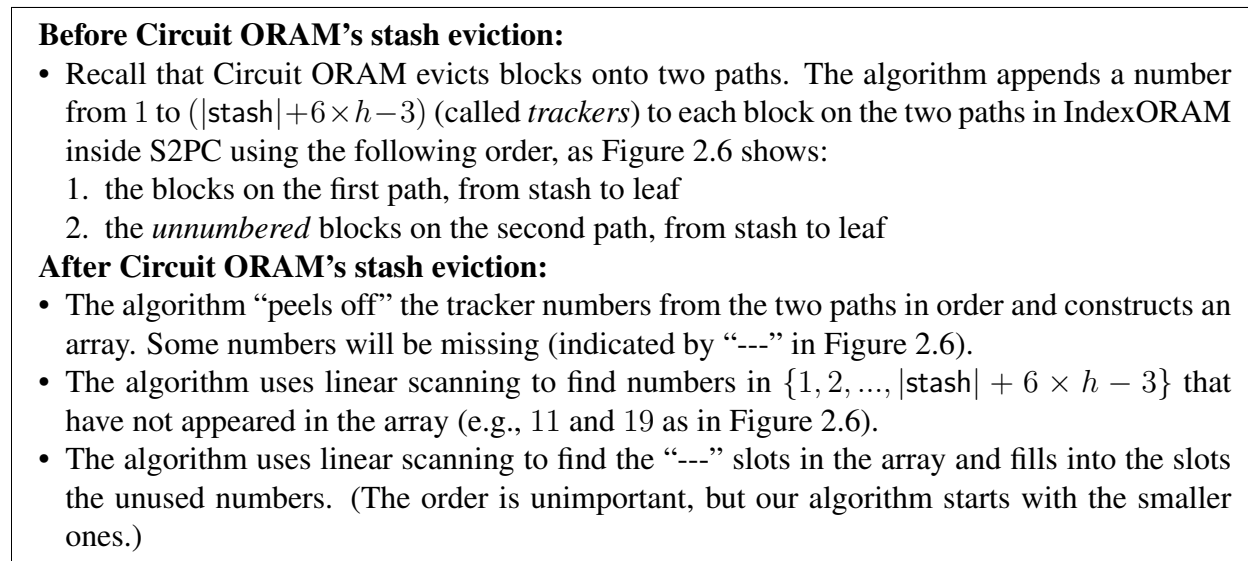 Before Circuit ORAM's stash eviction:
• Recall that Circuit ORAM evicts blocks onto two paths. The algorithm appends a number
from 1 to (|stash|+6×h−3) (called trackers) to each block on the two paths in IndexORAM
inside S2PC using the following order, as Figure 2.6 shows:
1. the blocks on the first path, from stash to leaf
2. the unnumbered blocks on the second path, from stash to leaf
After Circuit ORAM's stash eviction:
• The algorithm “peels off” the tracker numbers from the two paths in order and constructs an
array. Some numbers will be missing (indicated by “---” in Figure 2.6).
• The algorithm uses linear scanning to find numbers in {1, 2, ..., |stash| + 6 × h − 3} that
have not appeared in the array (e.g., 11 and 19 as in Figure 2.6).
• The algorithm uses linear scanning to find the “---” slots in the array and fills into the slots
the unused numbers. (The order is unimportant, but our algorithm starts with the smaller
ones.)